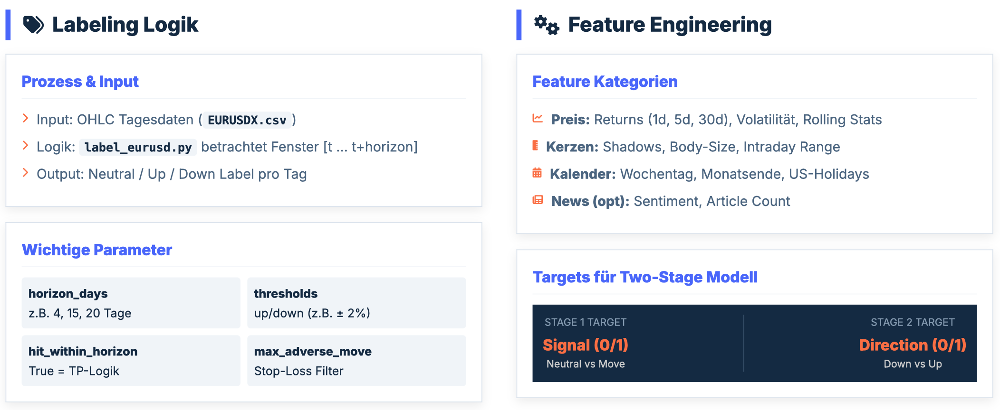 Labeling Logik
Prozess & Input
Input: OHLC Tagesdaten (EURUSDX.csv)
Logik: label_eurusd.py betrachtet Fenster [t ... t+horizon]
Output: Neutral / Up / Down Label pro Tag
Wichtige Parameter
horizon_days
z.B. 4, 15, 20 Tage
thresholds
up/down (z.B. ± 2%)
hit_within_horizon
True = TP-Logik
max_adverse_move
Stop-Loss Filter
Feature Engineering
Feature Kategorien
Preis: Returns (1d, 5d, 30d), Volatilität, Rolling Stats
Kerzen: Shadows, Body-Size, Intraday Range
Kalender: Wochentag, Monatsende, US-Holidays
News (opt): Sentiment, Article Count
Targets für Two-Stage Modell
STAGE 1 TARGET
Signal (0/1)
Neutral vs Move
STAGE 2 TARGET
Direction (0/1)
Down vs Up